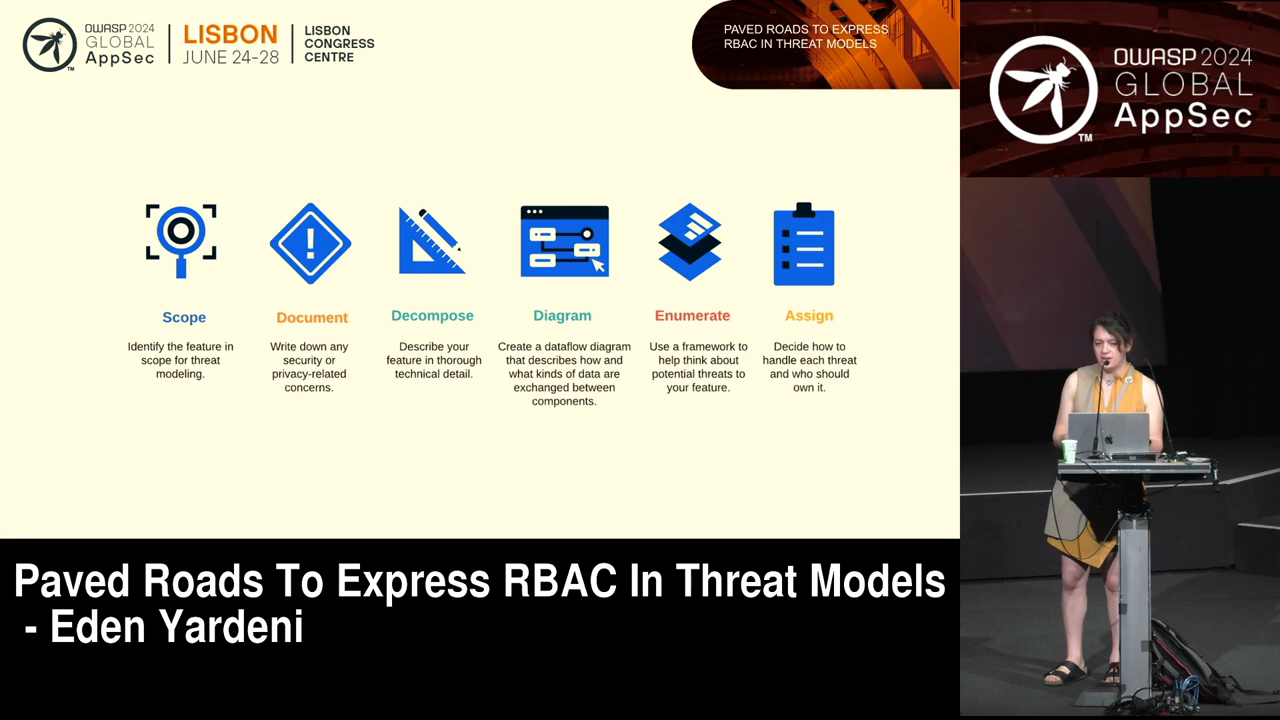 OWASP 2024
GLOBAL
AppSec
TM
LISBON
JUNE 24-28
LISBON
CONGRESS
CENTRE
PAVED ROADS TO EXPRESS
RBAC IN THREAT MODELS
OWASP 2024
GLOBAL
AppSec
TM
Scope
Identify the feature in
scope for threat
modeling.
Document
Write down any
security or
privacy-related
concerns.
Decompose
Describe your
feature in thorough
technical detail.
Diagram
Create a dataflow diagram
that describes how and
what kinds of data are
exchanged between
components.
Enumerate
Use a framework to
help think about
potential threats to
your feature.
Assign
Decide how to
handle each threat
and who should
own it.
Paved Roads To Express RBAC In Threat Models
- Eden Yardeni